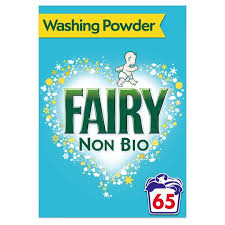 Washing Powder
FAIRY
NON BIO
65